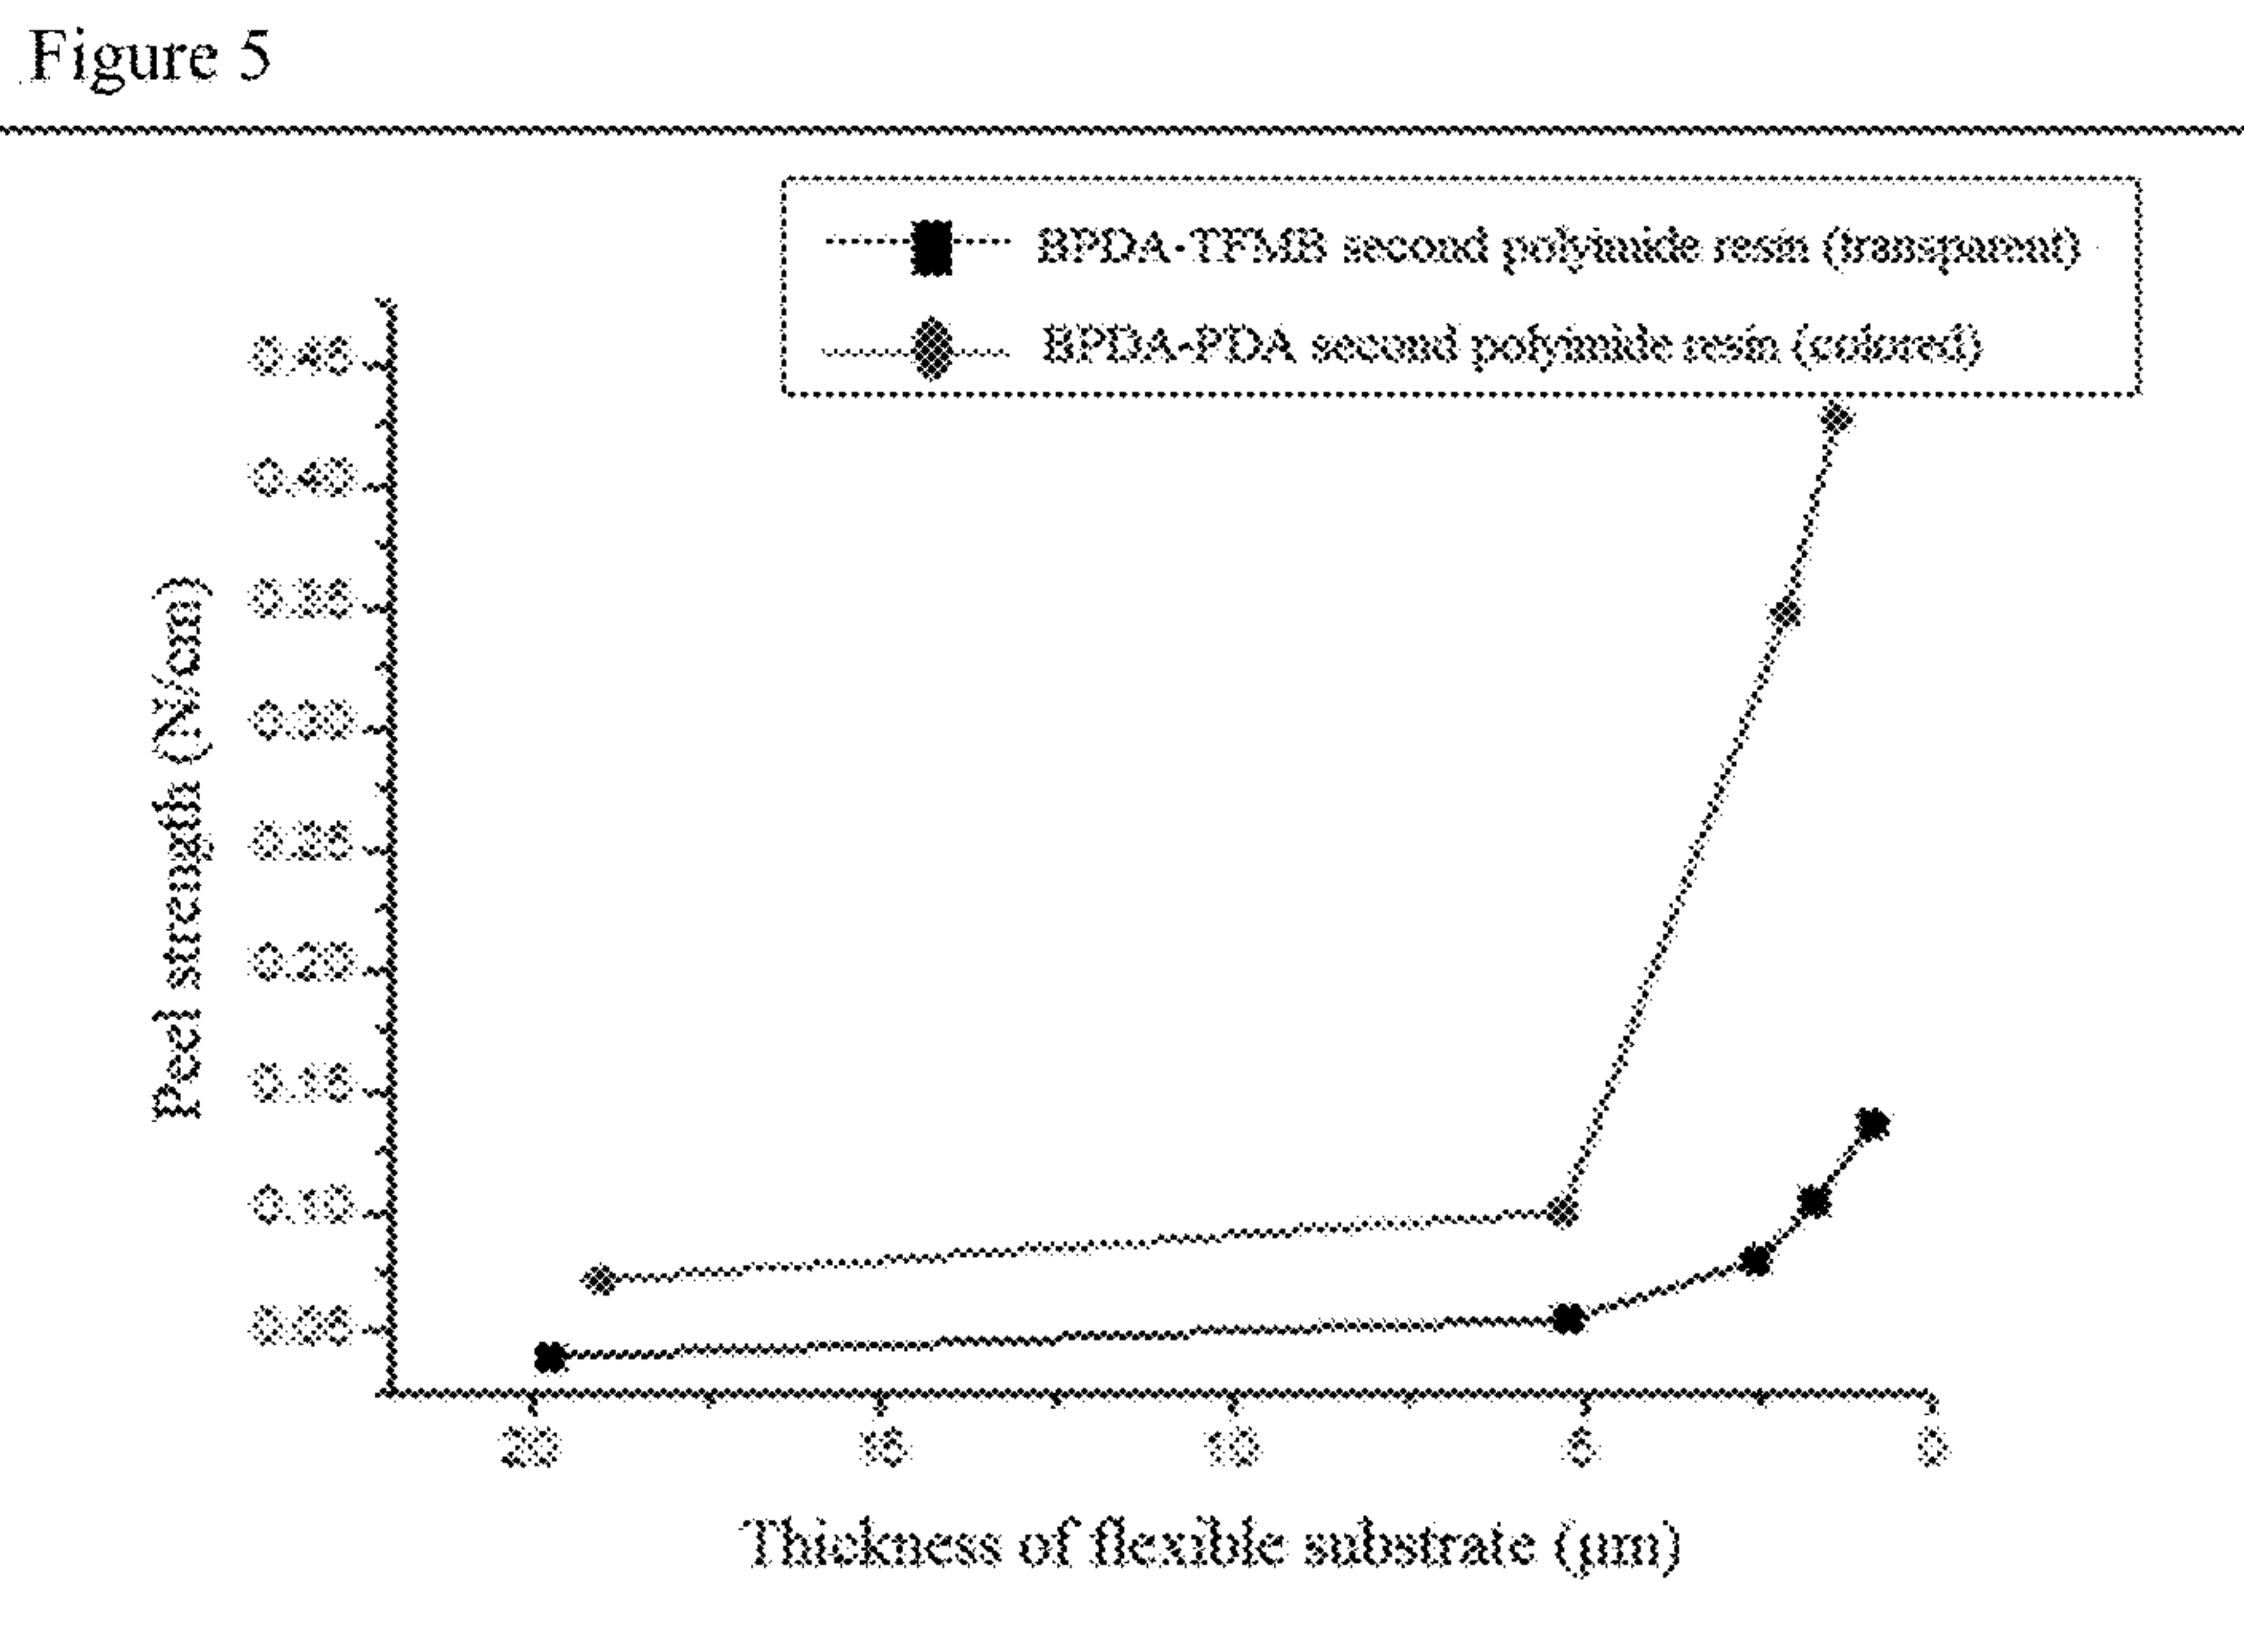 Figure 5
BPDA-TFMB second polyimide resin (transparent)
BPDA-PDA second polyimide resin (colored)
Peel strength (N/cm)
0.45
0.40
0.35
0.30
0.25
0.20
0.15
0.10
0.05
20
15
10
5
0
Thickness of flexible substrate (μm)